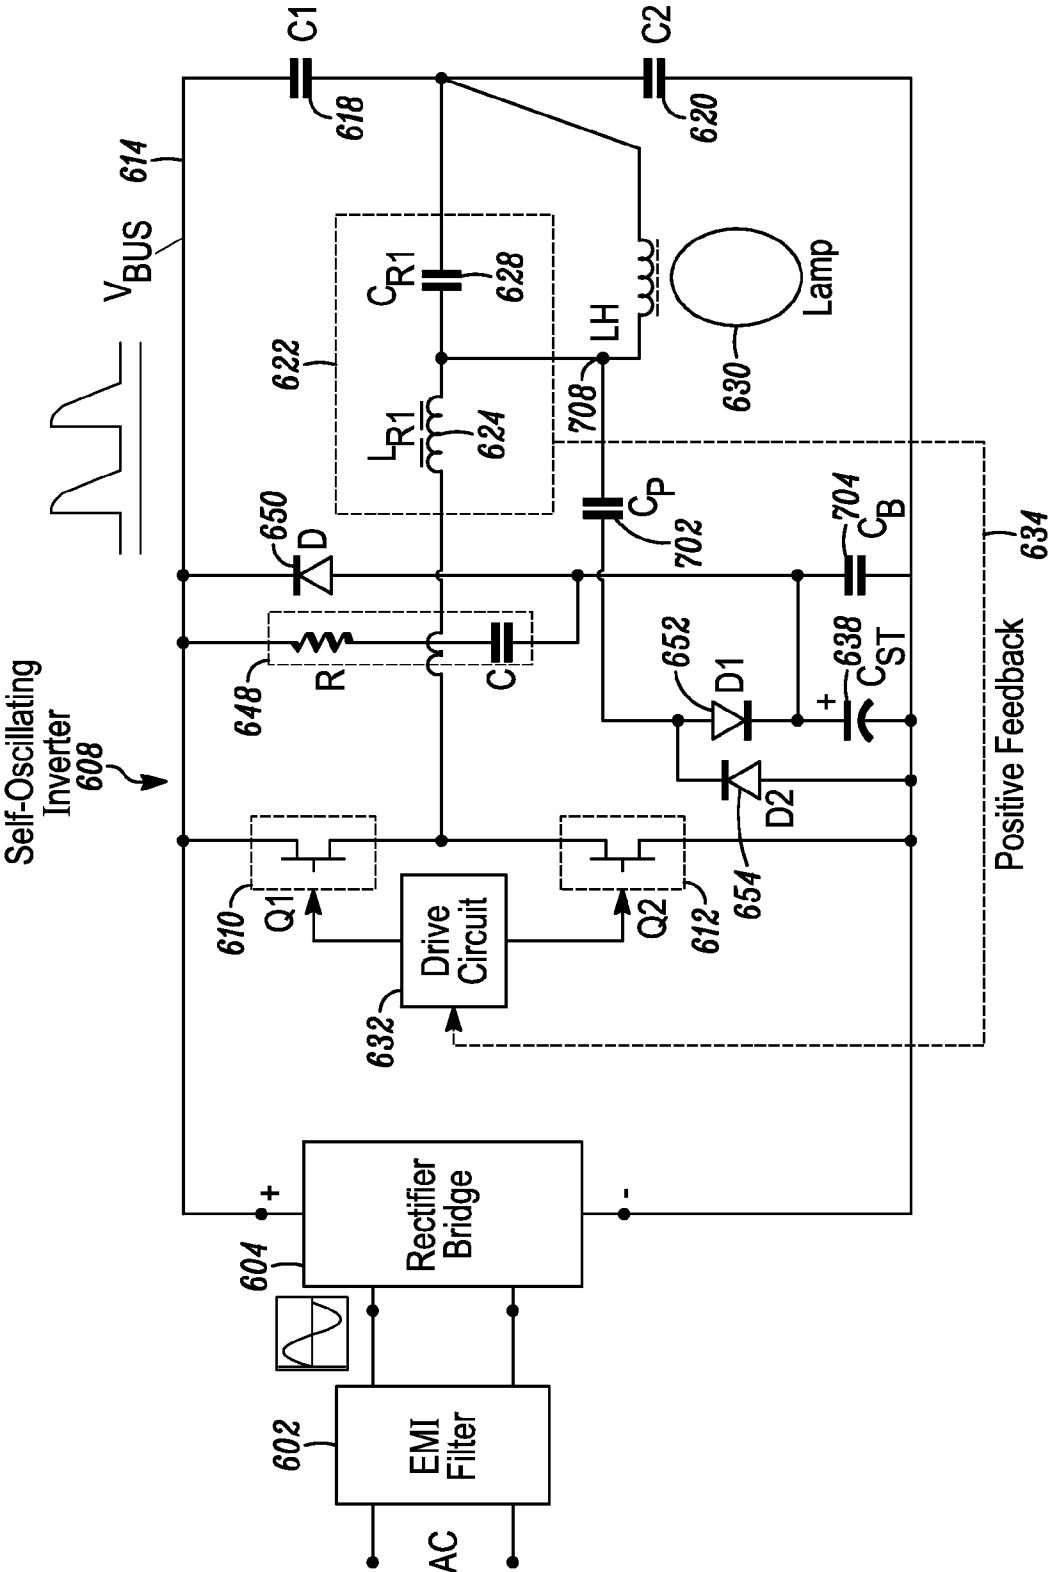 Self-Oscillating
Inverter
608
V BUS
614
C1
618
C2
620
622
CR1
628
LR1
624
LH
708
630
Lamp
650
D
648
R
C
CP
702
652
D1
654
D2
+
638
CST
704
CB
634
Positive Feedback
610
Q1
612
Q2
632
Drive
Circuit
+
-
604
Rectifier
Bridge
602
EMI
Filter
AC